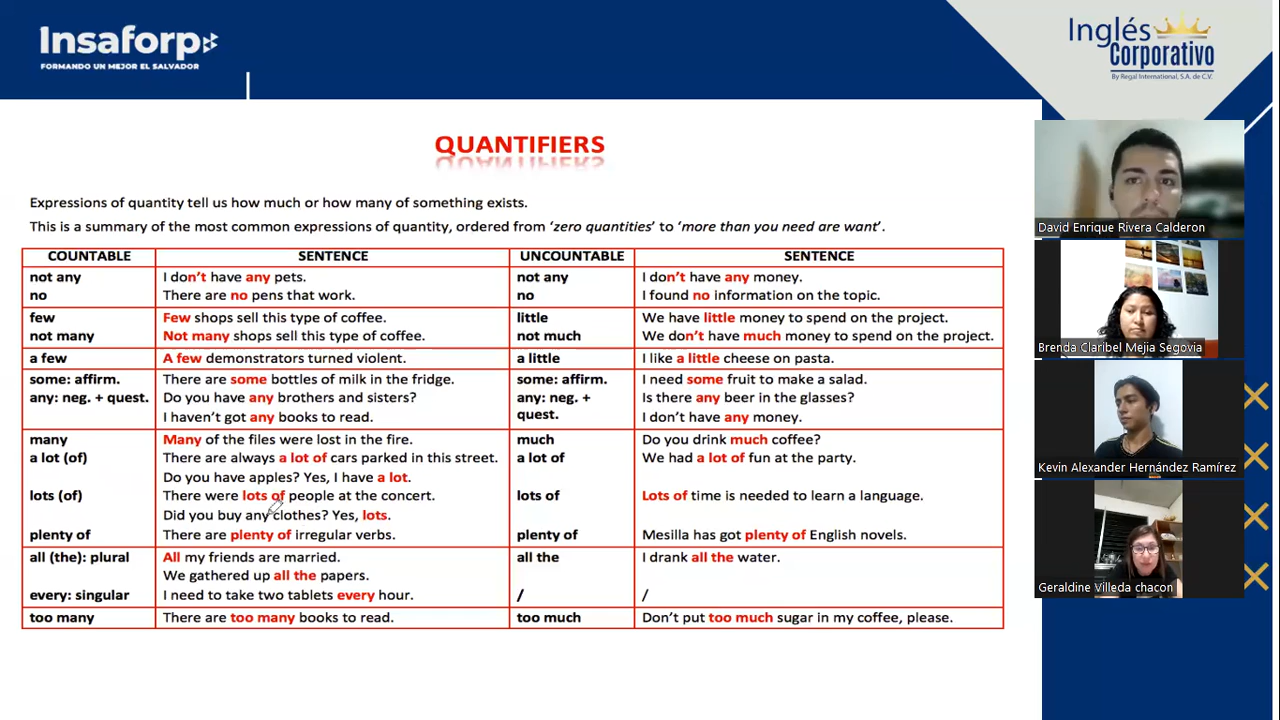 Insaforp
FORMANDO UN MEJOR EL SALVADOR
Inglés
Corporativo
By Regal International, S.A. de C.V.
QUANTIFIERS
Expressions of quantity tell us how much or how many of something exists.
This is a summary of the most common expressions of quantity, ordered from ‘zero quantities’ to ‘more than you need are want’.
COUNTABLE SENTENCE UNCOUNTABLE SENTENCE
not any I don’t have any pets. not any I don’t have any money.
no There are no pens that work. no I found no information on the topic.
few Few shops sell this type of coffee. little We have little money to spend on the project.
not many Not many shops sell this type of coffee. not much We don’t have much money to spend on the project.
a few A few demonstrators turned violent. a little I like a little cheese on pasta.
some: affirm. There are some bottles of milk in the fridge. some: affirm. I need some fruit to make a salad.
any: neg. + quest. Do you have any brothers and sisters? any: neg. + Is there any beer in the glasses?
I haven’t got any books to read. quest. I don’t have any money.
many Many of the files were lost in the fire. much Do you drink much coffee?
a lot (of) There are always a lot of cars parked in this street. a lot of We had a lot of fun at the party.
Do you have apples? Yes, I have a lot.
lots (of) There were lots of people at the concert. lots of Lots of time is needed to learn a language.
Did you buy any clothes? Yes, lots.
plenty of There are plenty of irregular verbs. plenty of Mesilla has got plenty of English novels.
all (the): plural All my friends are married. all the I drank all the water.
We gathered up all the papers.
every: singular I need to take two tablets every hour. / /
too many There are too many books to read. too much Don’t put too much sugar in my coffee, please.
David Enrique Rivera Calderon
Brenda Claribel Mejia Segovia
Kevin Alexander Hernández Ramírez
Geraldine Villeda chacon